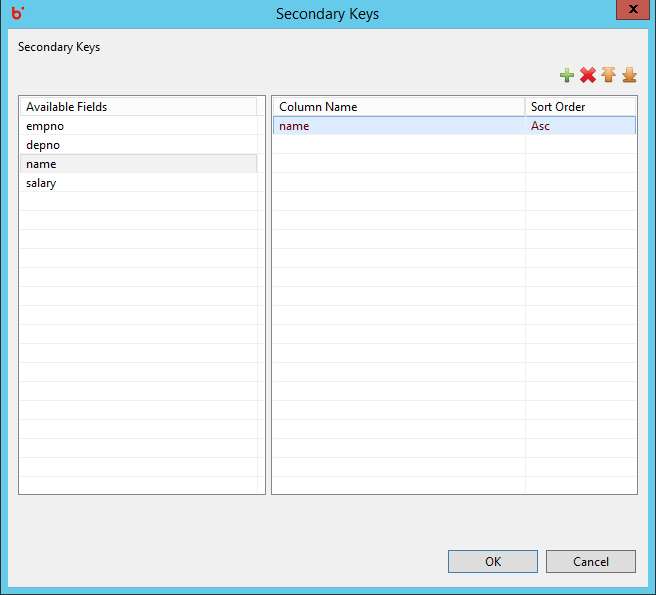 Secondary Keys
Secondary Keys
Available Fields
empno
depno
name
salary
Column Name Sort Order
name Asc
OK Cancel